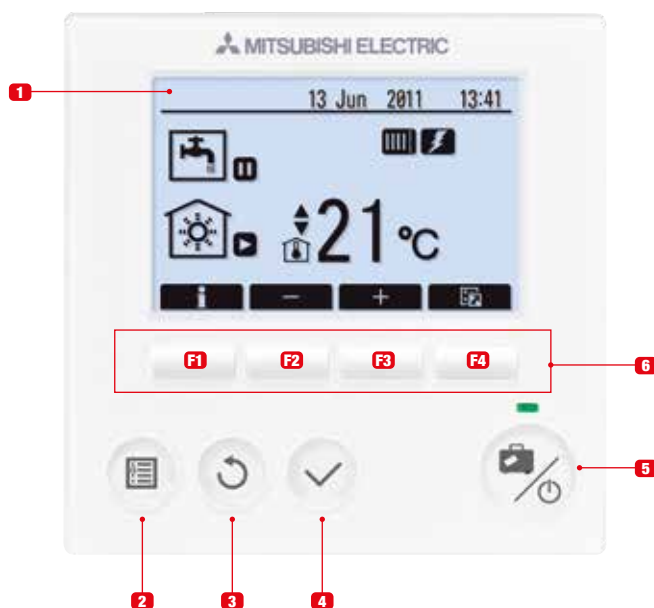 MITSUBISHI ELECTRIC
1
13 Jun 2011 13:41
21 °C
i − +
F1 F2 F3 F4
6
5
2 3 4